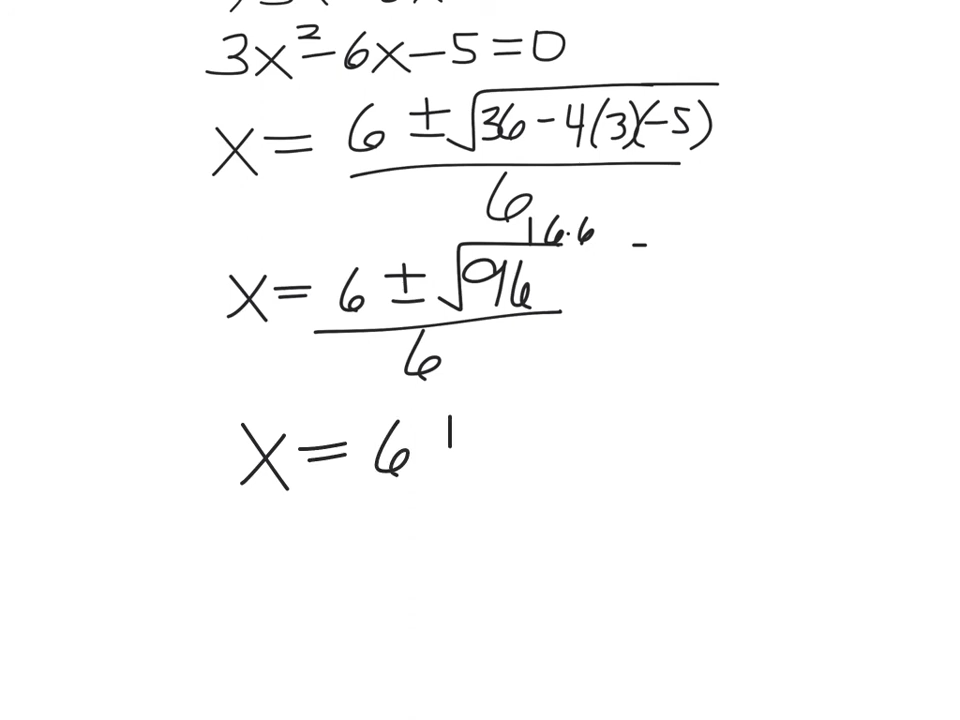 3x² - 6x - 5 = 0
x = 6 ± √36 - 4(3)(-5)
6
16·6 -
x = 6 ± √96
6
x = 6 |